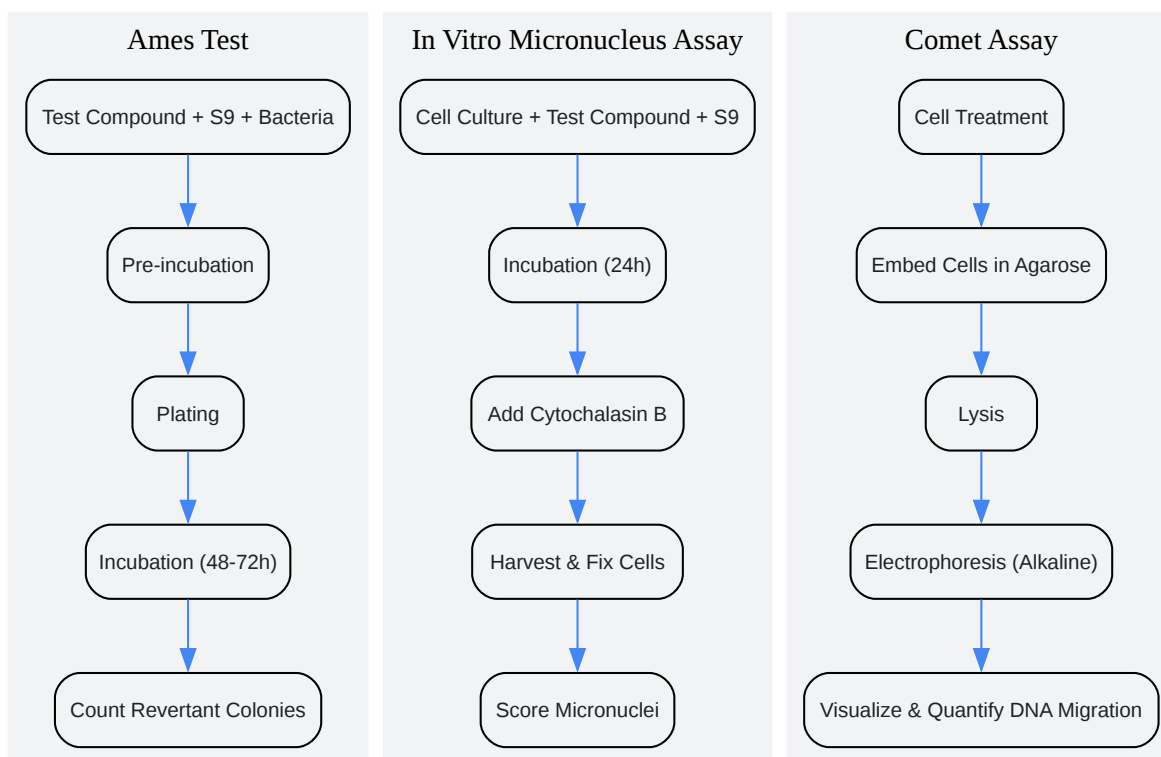 Ames Test
Test Compound + S9 + Bacteria
Pre-incubation
Plating
Incubation (48-72h)
Count Revertant Colonies
In Vitro Micronucleus Assay
Cell Culture + Test Compound + S9
Incubation (24h)
Add Cytochalasin B
Harvest & Fix Cells
Score Micronuclei
Comet Assay
Cell Treatment
Embed Cells in Agarose
Lysis
Electrophoresis (Alkaline)
Visualize & Quantify DNA Migration